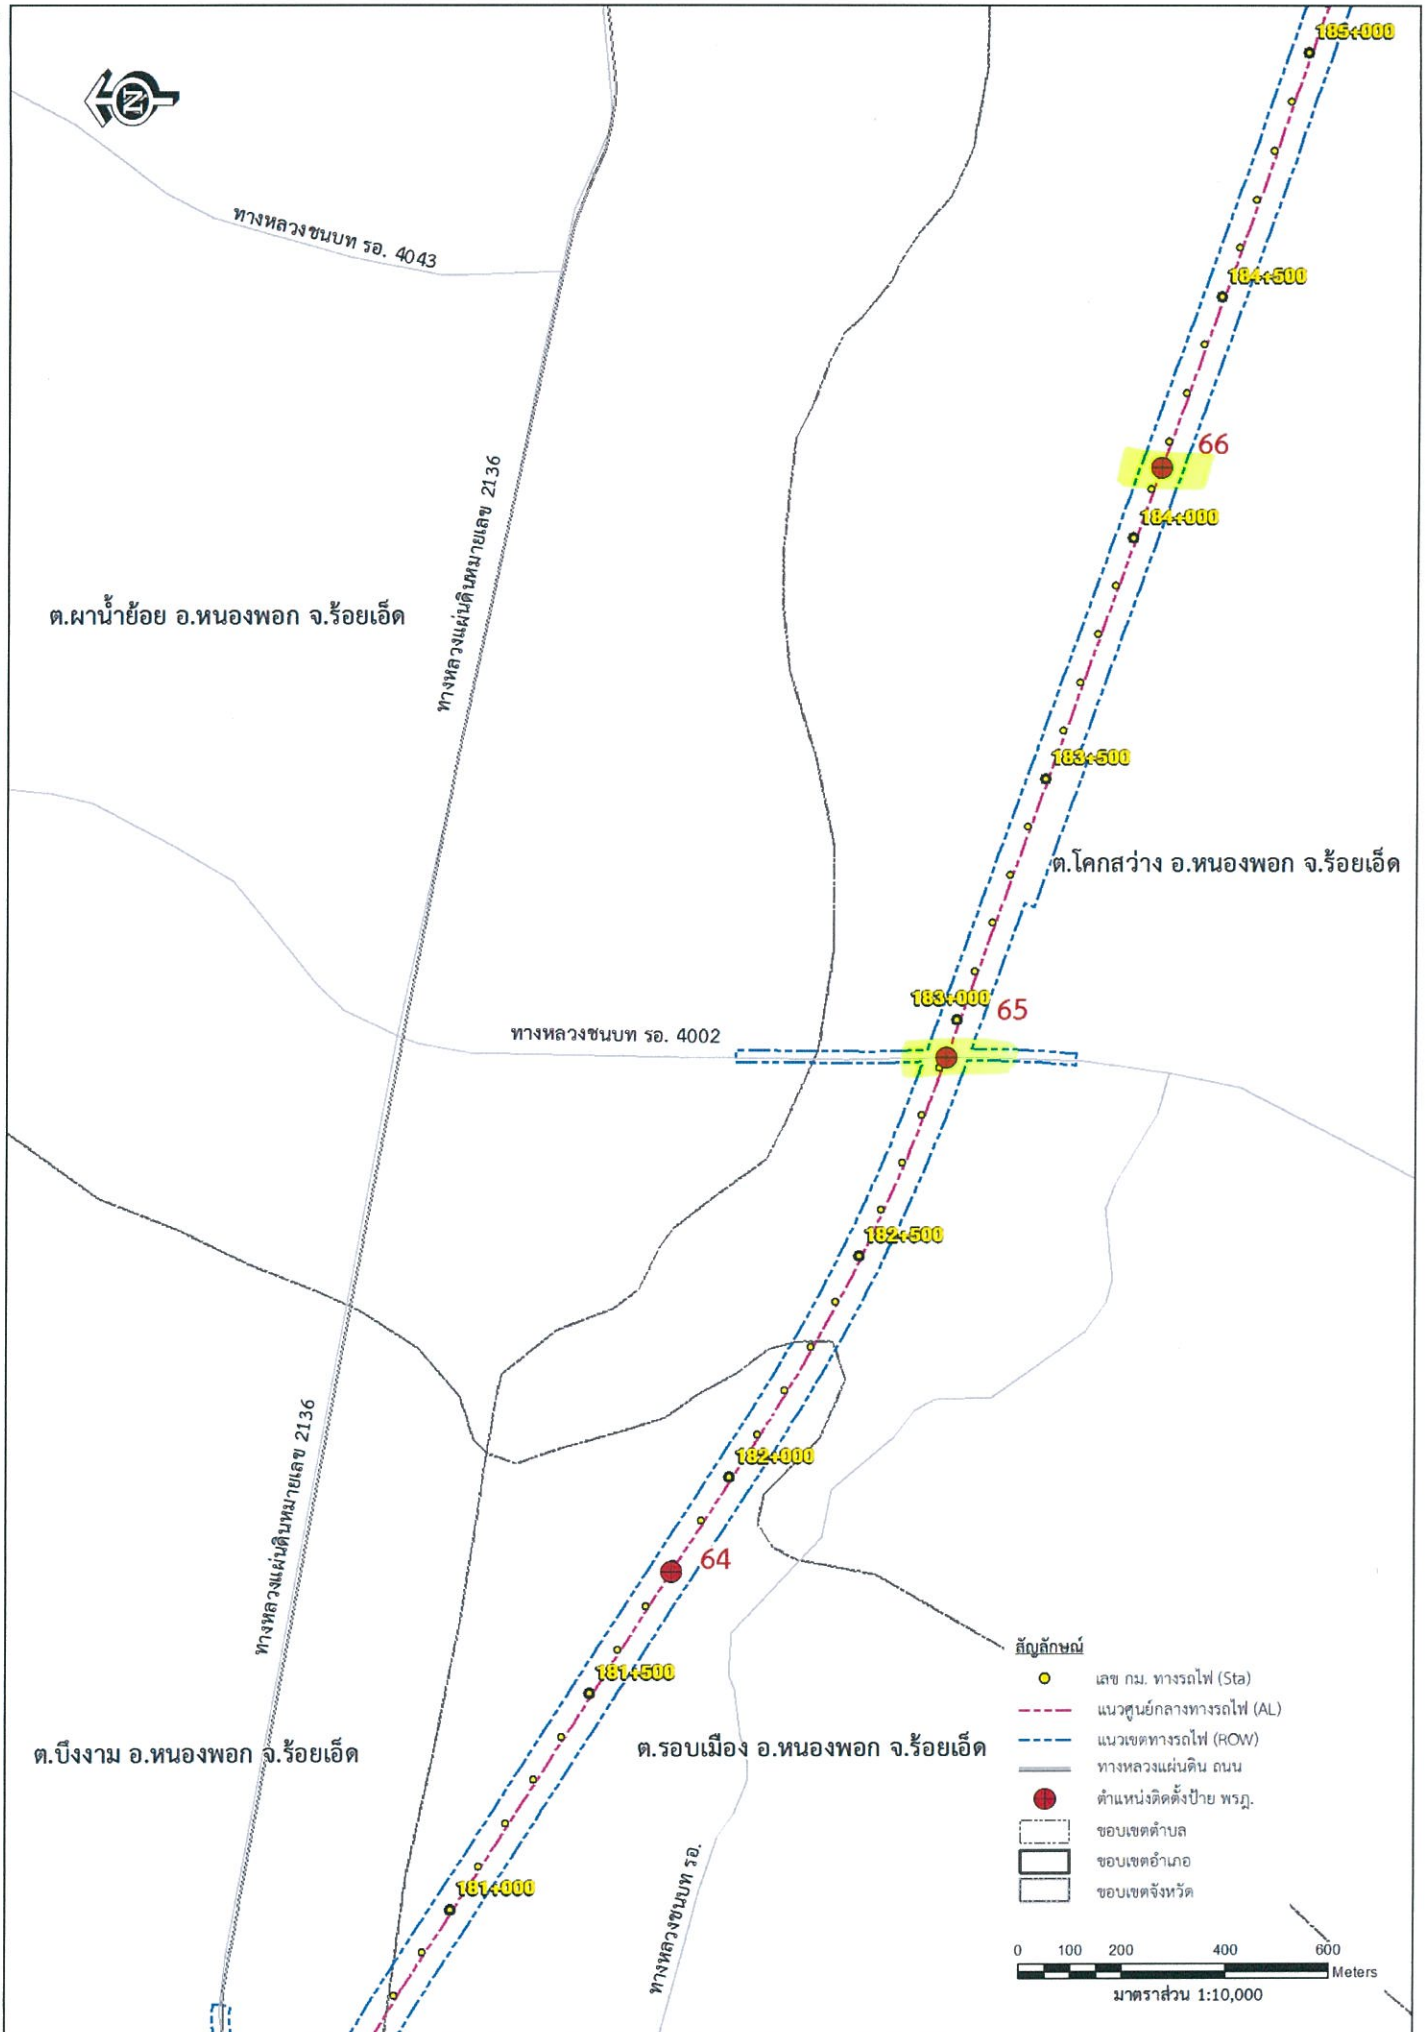 185+000
N
ทางหลวงชนบท รอ. 4043
184+500
66
ทางหลวงแผ่นดินหมายเลข 2136
184+000
ต.ผาน้ำย้อย อ.หนองพอก จ.ร้อยเอ็ด
183+500
ต.โคกสว่าง อ.หนองพอก จ.ร้อยเอ็ด
183+000
65
ทางหลวงชนบท รอ. 4002
182+500
ทางหลวงแผ่นดินหมายเลข 2136
182+000
64
181+500
ต.บึงงาม อ.หนองพอก จ.ร้อยเอ็ด
ต.รอบเมือง อ.หนองพอก จ.ร้อยเอ็ด
181+000
ทางหลวงชนบท รอ.
สัญลักษณ์
เลข กม. ทางรถไฟ (Sta)
แนวศูนย์กลางทางรถไฟ (AL)
แนวเขตทางรถไฟ (ROW)
ทางหลวงแผ่นดิน ถนน
ตำแหน่งติดตั้งป้าย พรฎ.
ขอบเขตตำบล
ขอบเขตอำเภอ
ขอบเขตจังหวัด
0 100 200 400 600
Meters
มาตราส่วน 1:10,000